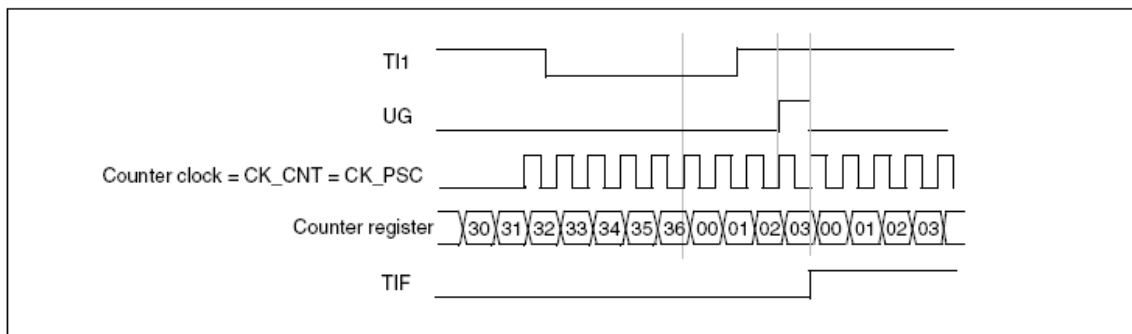 TI1
UG
Counter clock = CK_CNT = CK_PSC
Counter register 30 31 32 33 34 35 36 00 01 02 03 00 01 02 03
TIF